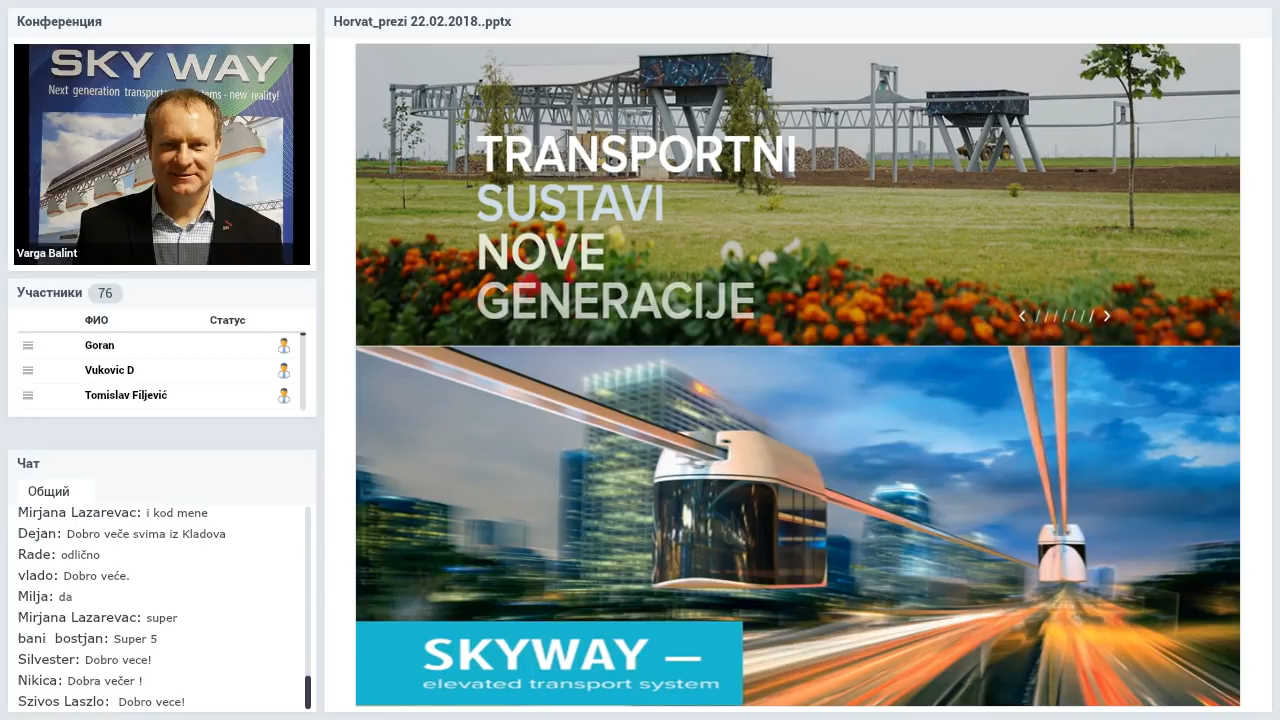 Конференция
SKY WAY
Next generation transporta ems - new reality!
Varga Balint
Участники 76
ФИО Статус
Goran
Vukovic D
Tomislav Filjević
Чат
Общий
Mirjana Lazarevac: i kod mene
Dejan: Dobro veče svima iz Kladova
Rade: odlično
vlado: Dobro veće.
Milja: da
Mirjana Lazarevac: super
bani bostjan: Super 5
Silvester: Dobro vece!
Nikica: Dobra večer !
Szivos Laszlo: Dobro vece!
Horvat_prezi 22.02.2018..pptx
TRANSPORTNI
SUSTAVI
NOVE
GENERACIJE
SKYWAY —
elevated transport system